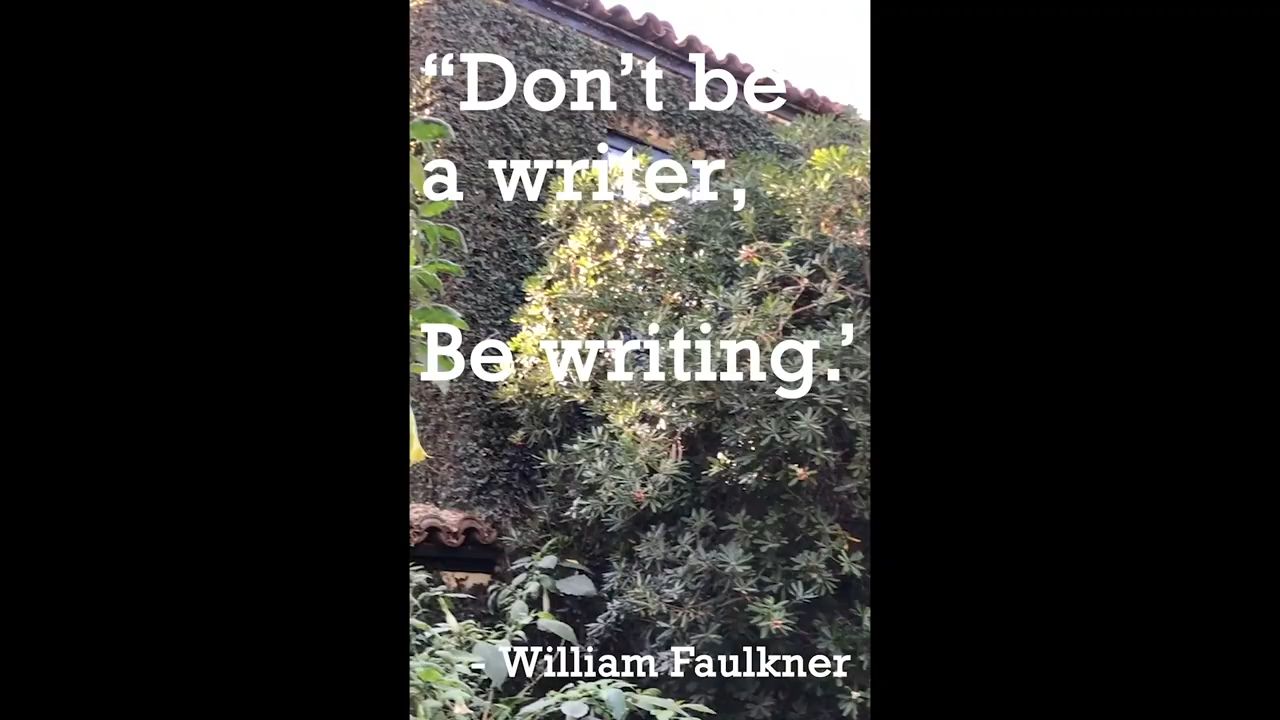 “Don’t be
a writer,
Be writing.’
- William Faulkner